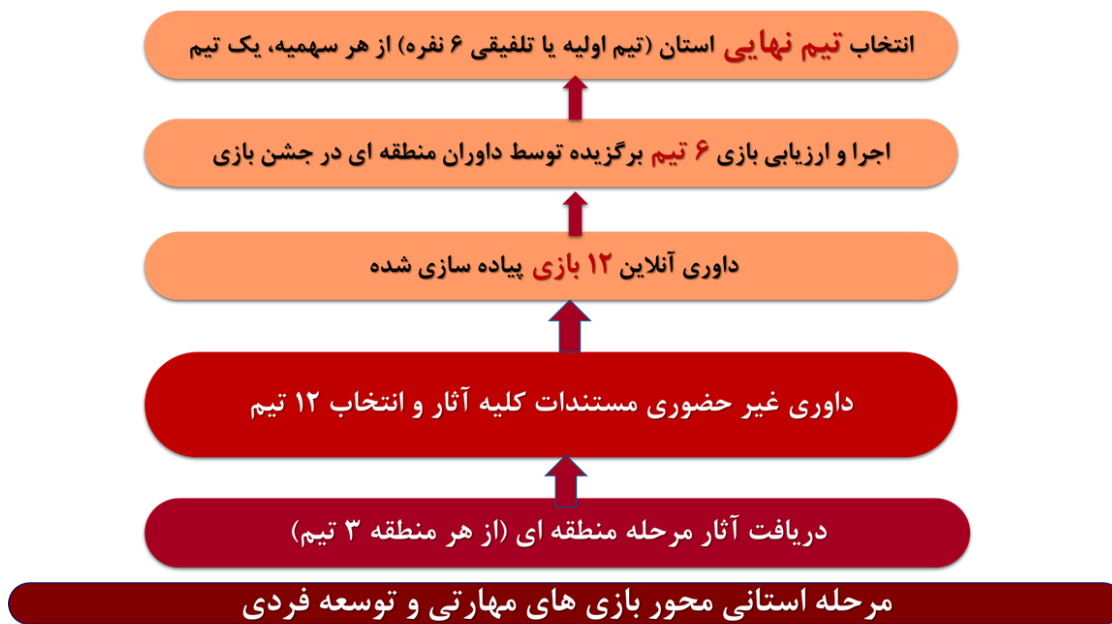 انتخاب تیم نهایی استان (تیم اولیه یا تلفیقی ۶ نفره) از هر سهمیه، یک تیم
اجرا و ارزیابی بازی ۶ تیم برگزیده توسط داوران منطقه ای در جشن بازی
داوری آنلاین ۱۲ بازی پیاده سازی شده
داوری غیر حضوری مستندات کلیه آثار و انتخاب ۱۲ تیم
دریافت آثار مرحله منطقه ای (از هر منطقه ۳ تیم)
مرحله استانی محور بازی های مهارتی و توسعه فردی